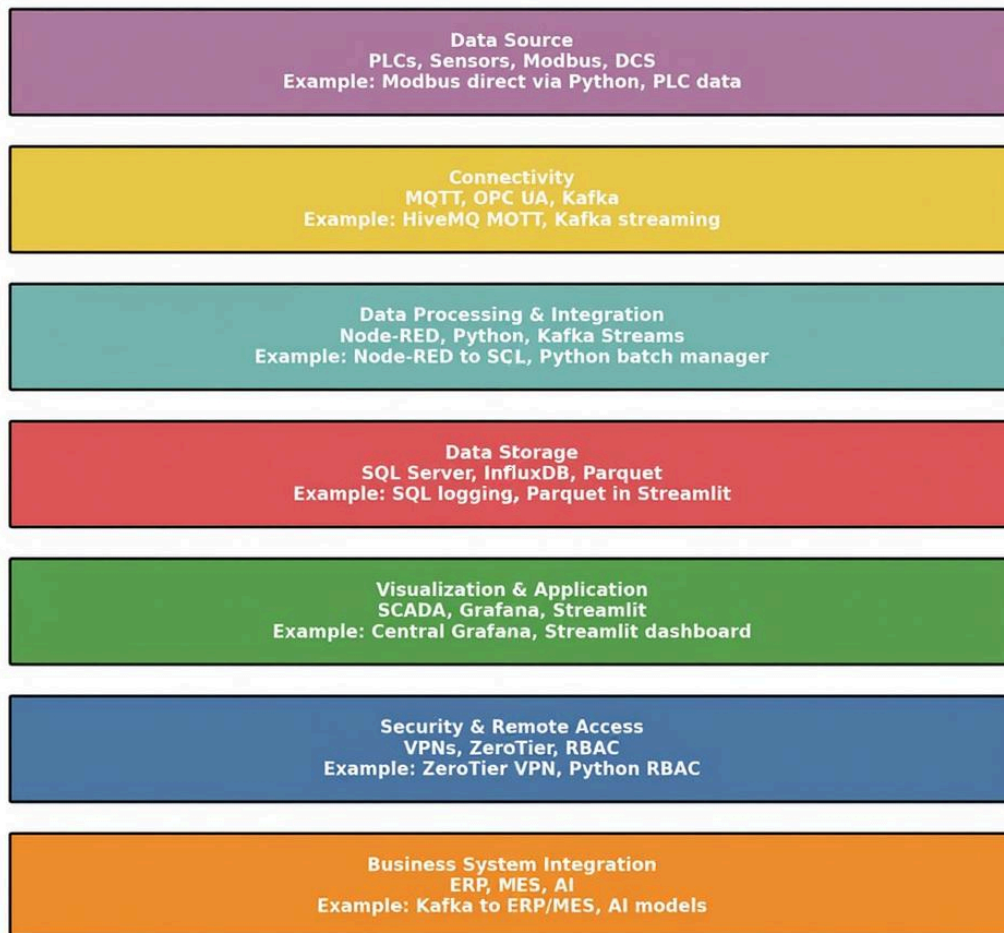 Data Source
PLCs, Sensors, Modbus, DCS
Example: Modbus direct via Python, PLC data
Connectivity
MQTT, OPC UA, Kafka
Example: HiveMQ MOTT, Kafka streaming
Data Processing & Integration
Node-RED, Python, Kafka Streams
Example: Node-RED to SCL, Python batch manager
Data Storage
SQL Server, InfluxDB, Parquet
Example: SQL logging, Parquet in Streamlit
Visualization & Application
SCADA, Grafana, Streamlit
Example: Central Grafana, Streamlit dashboard
Security & Remote Access
VPNs, ZeroTier, RBAC
Example: ZeroTier VPN, Python RBAC
Business System Integration
ERP, MES, AI
Example: Kafka to ERP/MES, AI models